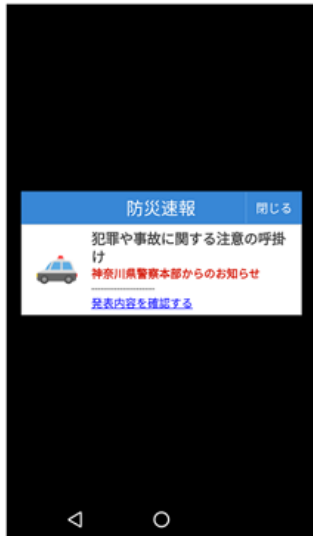 防災速報 閉じる
犯罪や事故に関する注意の呼掛
け
神奈川県警察本部からのお知らせ
--------------------
発表内容を確認する